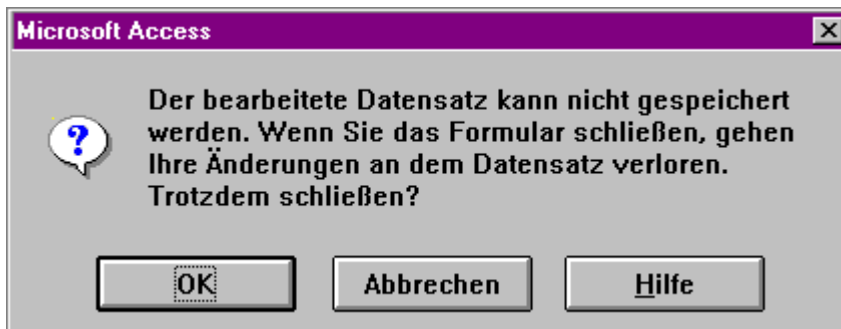 Microsoft Access
Der bearbeitete Datensatz kann nicht gespeichert
werden. Wenn Sie das Formular schließen, gehen
Ihre Änderungen an dem Datensatz verloren.
Trotzdem schließen?
OK Abbrechen Hilfe